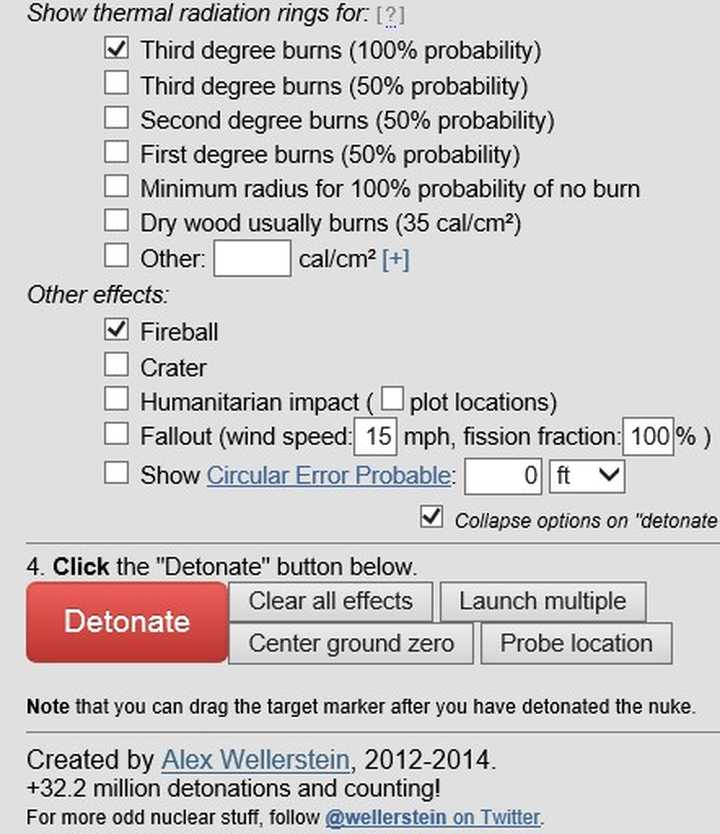 Show thermal radiation rings for: [?]
Third degree burns (100% probability)
Third degree burns (50% probability)
Second degree burns (50% probability)
First degree burns (50% probability)
Minimum radius for 100% probability of no burn
Dry wood usually burns (35 cal/cm²)
Other: cal/cm² [+]
Other effects:
Fireball
Crater
Humanitarian impact ( plot locations)
Fallout (wind speed: 15 mph, fission fraction: 100 % )
Show Circular Error Probable: 0 ft
Collapse options on "detonate
4. Click the "Detonate" button below.
Detonate
Clear all effects Launch multiple
Center ground zero Probe location
Note that you can drag the target marker after you have detonated the nuke.
Created by Alex Wellerstein, 2012-2014.
+32.2 million detonations and counting!
For more odd nuclear stuff, follow @wellerstein on Twitter.